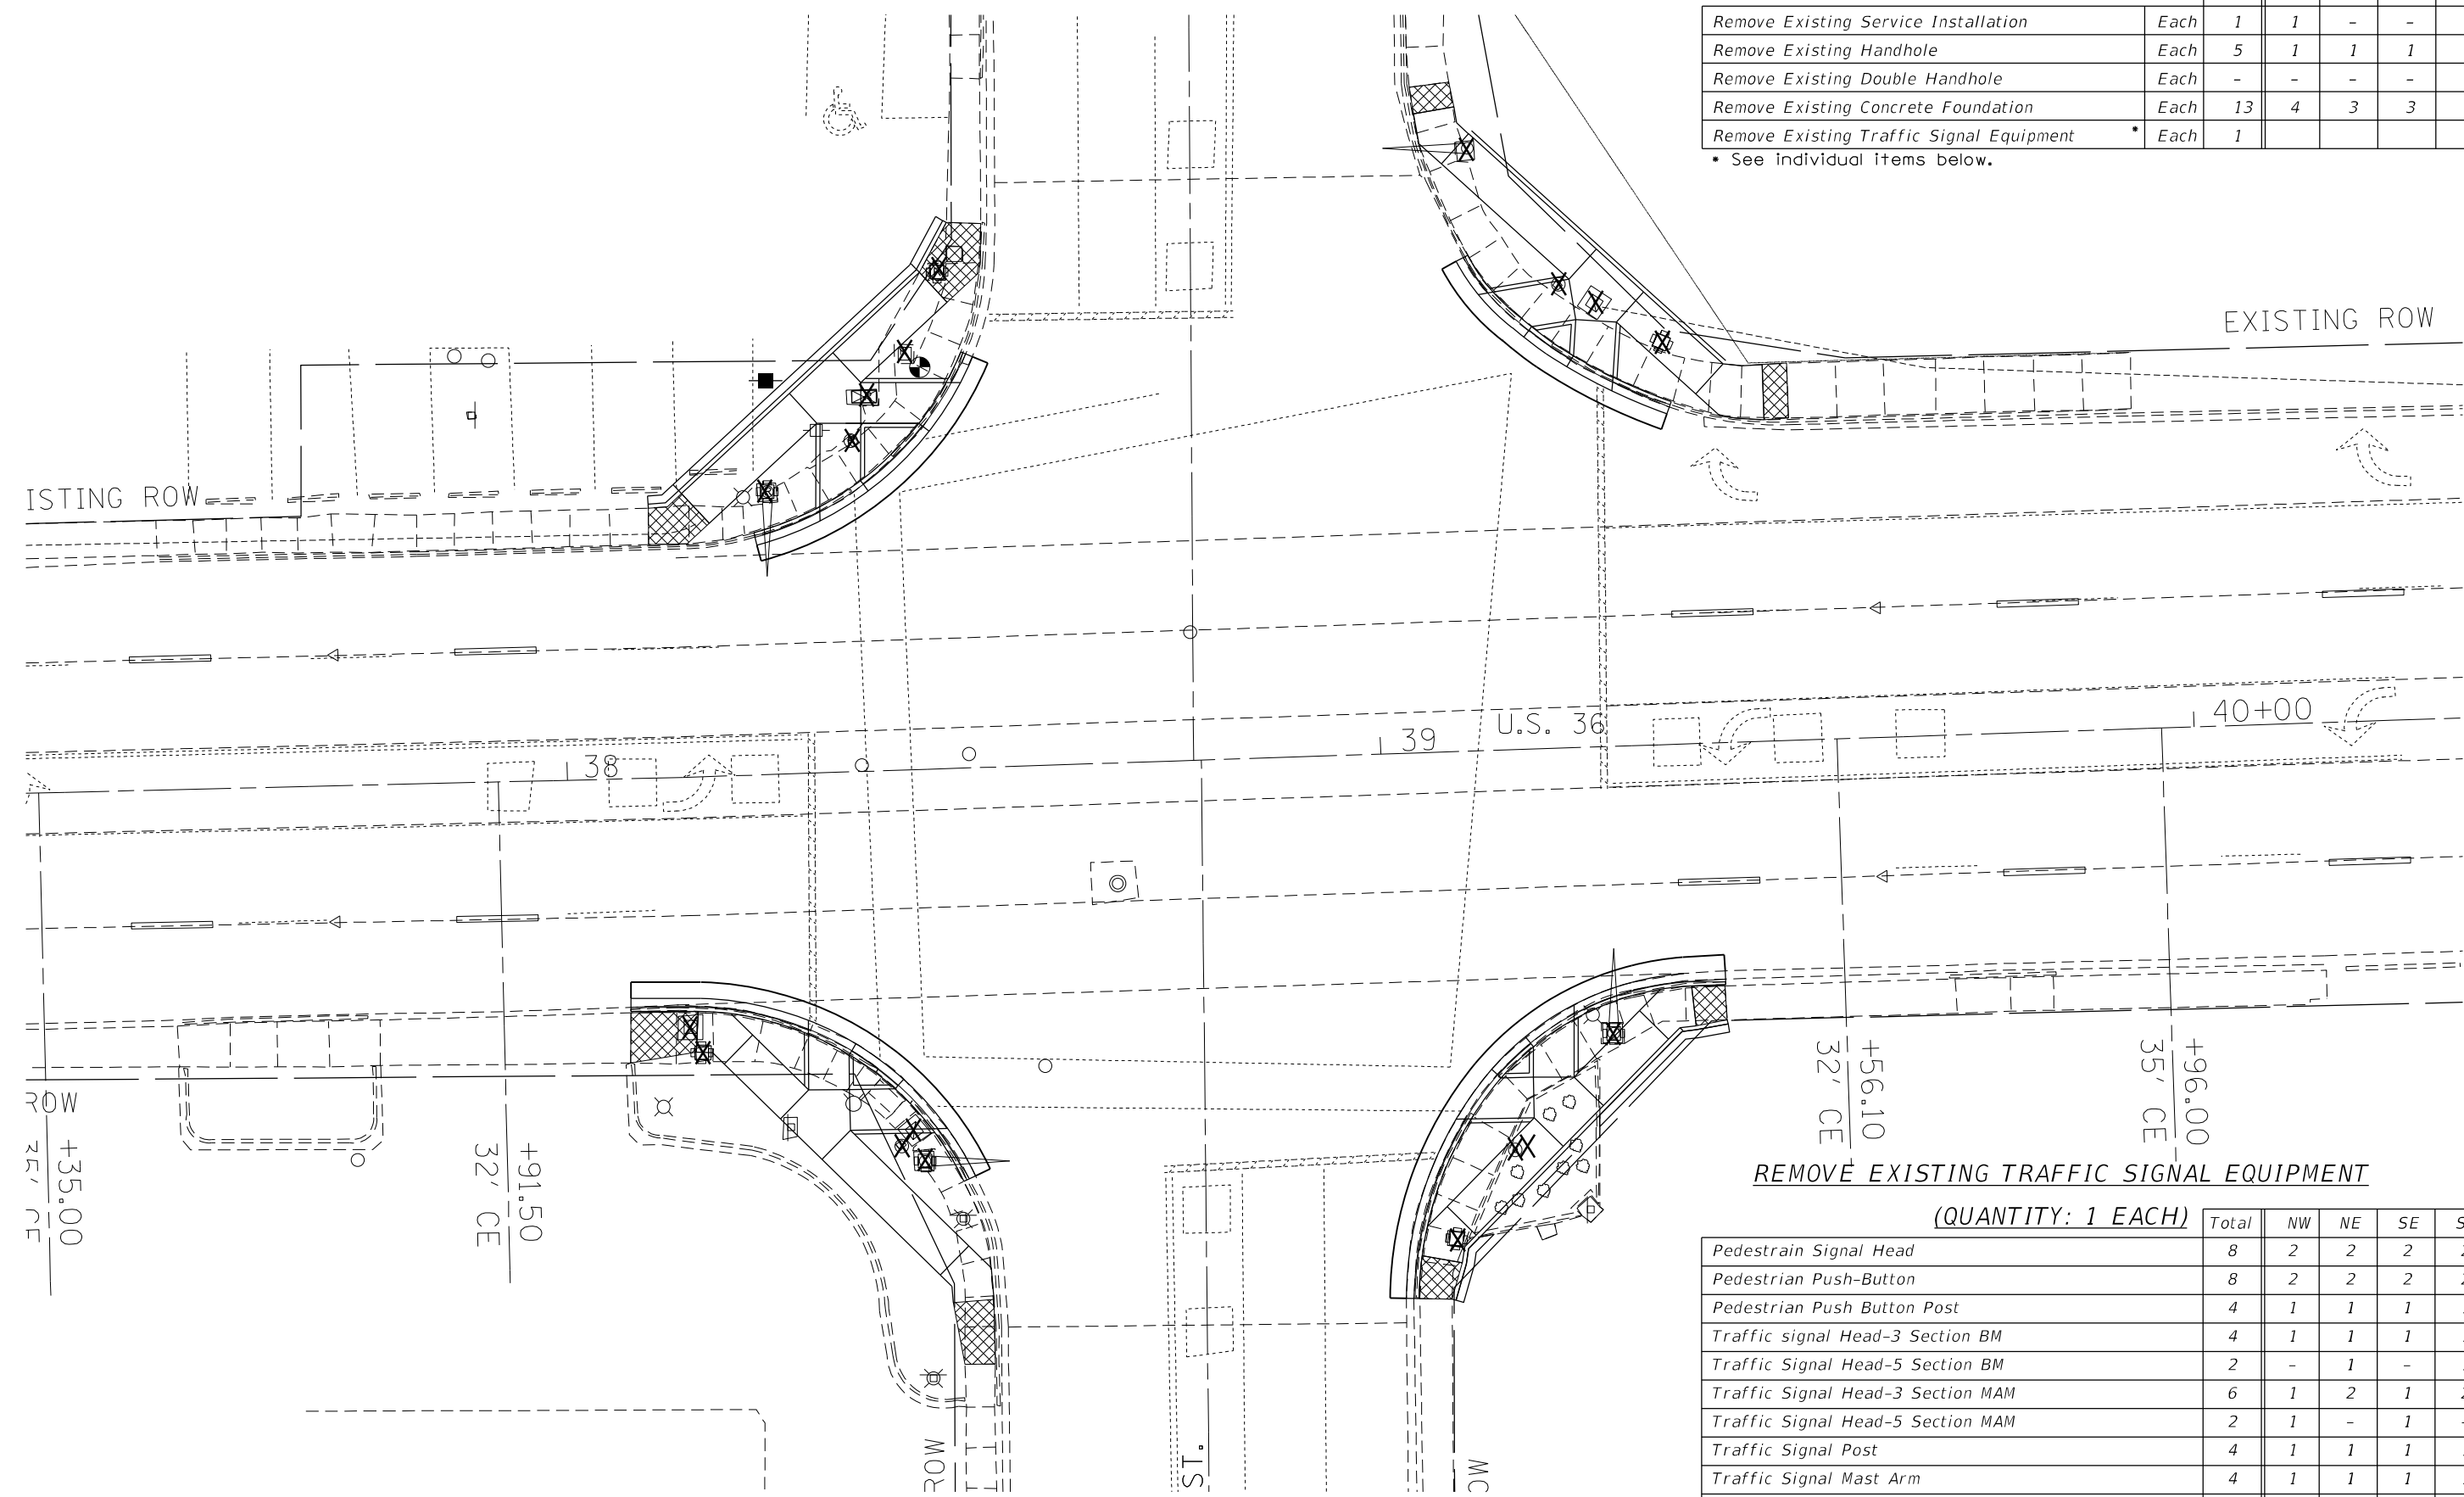 Remove Existing Service Installation Each 1 1 - -
Remove Existing Handhole Each 5 1 1 1
Remove Existing Double Handhole Each - - - -
Remove Existing Concrete Foundation Each 13 4 3 3
Remove Existing Traffic Signal Equipment * Each 1
* See individual items below.
EXISTING ROW
ISTING ROW
40+00
U.S. 36
39
38
+56.10
32' CE
+96.00
35' CE
ROW
+35.00
35' CE
+91.50
32' CE
REMOVE EXISTING TRAFFIC SIGNAL EQUIPMENT
(QUANTITY: 1 EACH) Total NW NE SE S
Pedestrain Signal Head 8 2 2 2
Pedestrian Push-Button 8 2 2 2
Pedestrian Push Button Post 4 1 1 1
Traffic signal Head-3 Section BM 4 1 1 1
Traffic Signal Head-5 Section BM 2 - 1 -
Traffic Signal Head-3 Section MAM 6 1 2 1
Traffic Signal Head-5 Section MAM 2 1 - 1
Traffic Signal Post 4 1 1 1
Traffic Signal Mast Arm 4 1 1 1
ROW
ST.